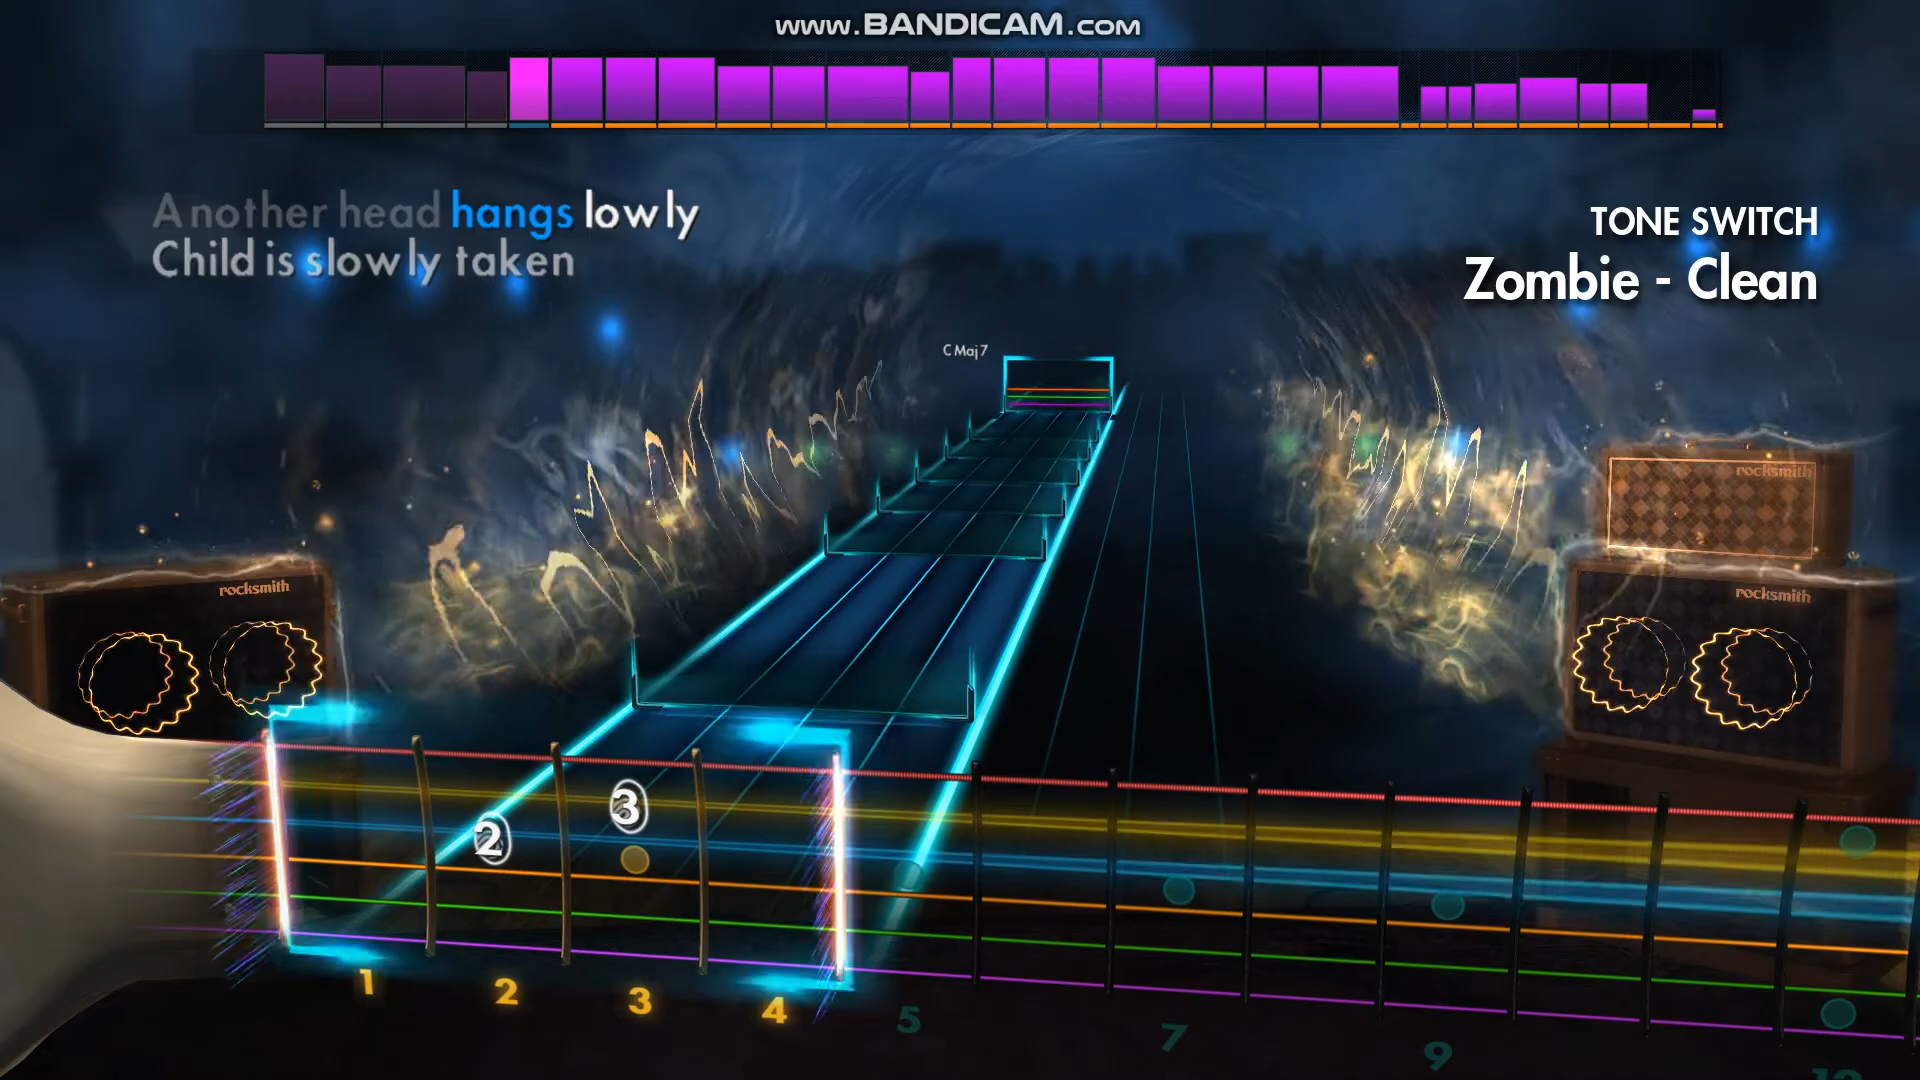 WWW.BANDICAM.COM
Another head hangs lowly
Child is slowly taken
TONE SWITCH
Zombie - Clean
C Maj 7
rocksmith
rocksmith
rocksmith
2
3
1
2
3
4
5
7
9
12